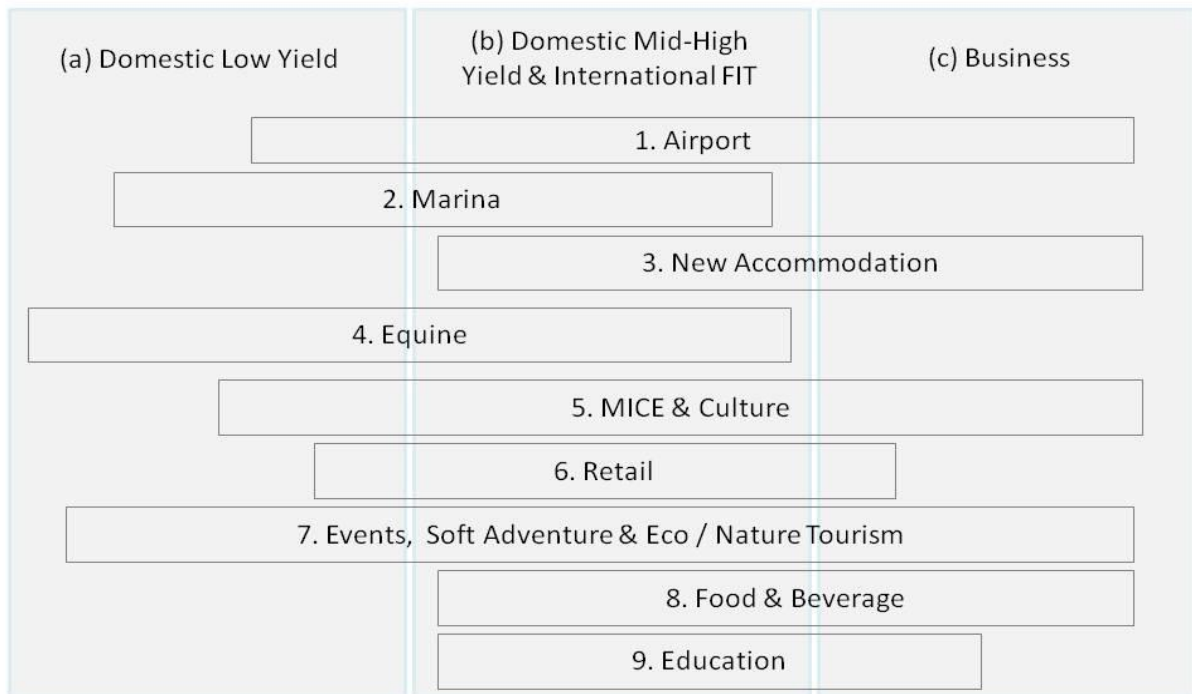 (a) Domestic Low Yield
(b) Domestic Mid-High
Yield & International FIT
(c) Business
1. Airport
2. Marina
3. New Accommodation
4. Equine
5. MICE & Culture
6. Retail
7. Events, Soft Adventure & Eco / Nature Tourism
8. Food & Beverage
9. Education